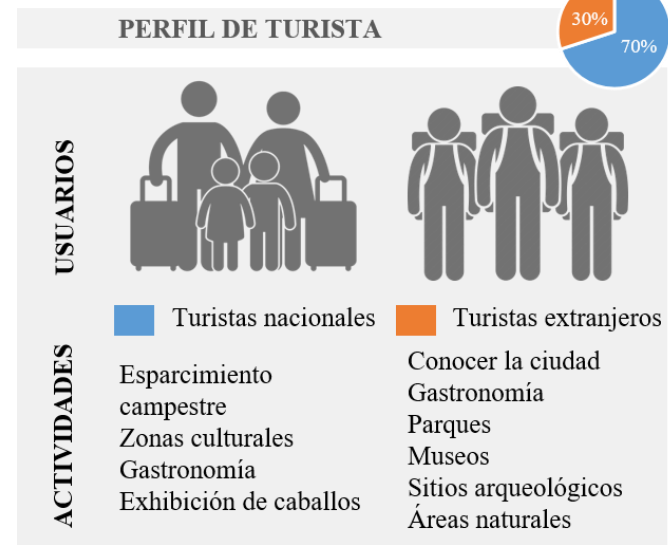 PERFIL DE TURISTA
30%
70%
USUARIOS
Turistas nacionales
Turistas extranjeros
ACTIVIDADES
Esparcimiento
campestre
Zonas culturales
Gastronomía
Exhibición de caballos
Conocer la ciudad
Gastronomía
Parques
Museos
Sitios arqueológicos
Áreas naturales